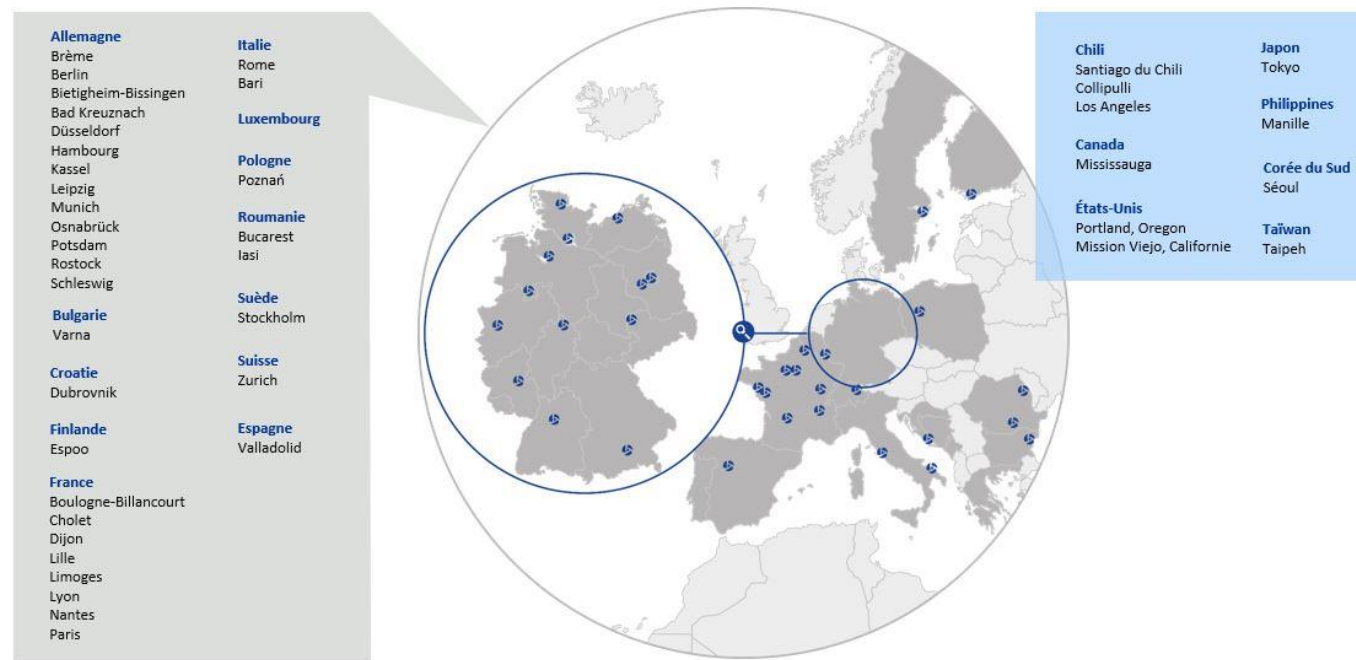 Allemagne
Brème
Berlin
Bietigheim-Bissingen
Bad Kreuznach
Düsseldorf
Hambourg
Kassel
Leipzig
Munich
Osnabrück
Potsdam
Rostock
Schleswig
Bulgarie
Varna
Croatie
Dubrovnik
Finlande
Espoo
France
Boulogne-Billancourt
Cholet
Dijon
Lille
Limoges
Lyon
Nantes
Paris
Italie
Rome
Bari
Luxembourg
Pologne
Poznań
Roumanie
Bucarest
Iasi
Suède
Stockholm
Suisse
Zurich
Espagne
Valladolid
Chili
Santiago du Chili
Collipulli
Los Angeles
Canada
Mississauga
États-Unis
Portland, Oregon
Mission Viejo, Californie
Japon
Tokyo
Philippines
Manille
Corée du Sud
Séoul
Taïwan
Taipeh